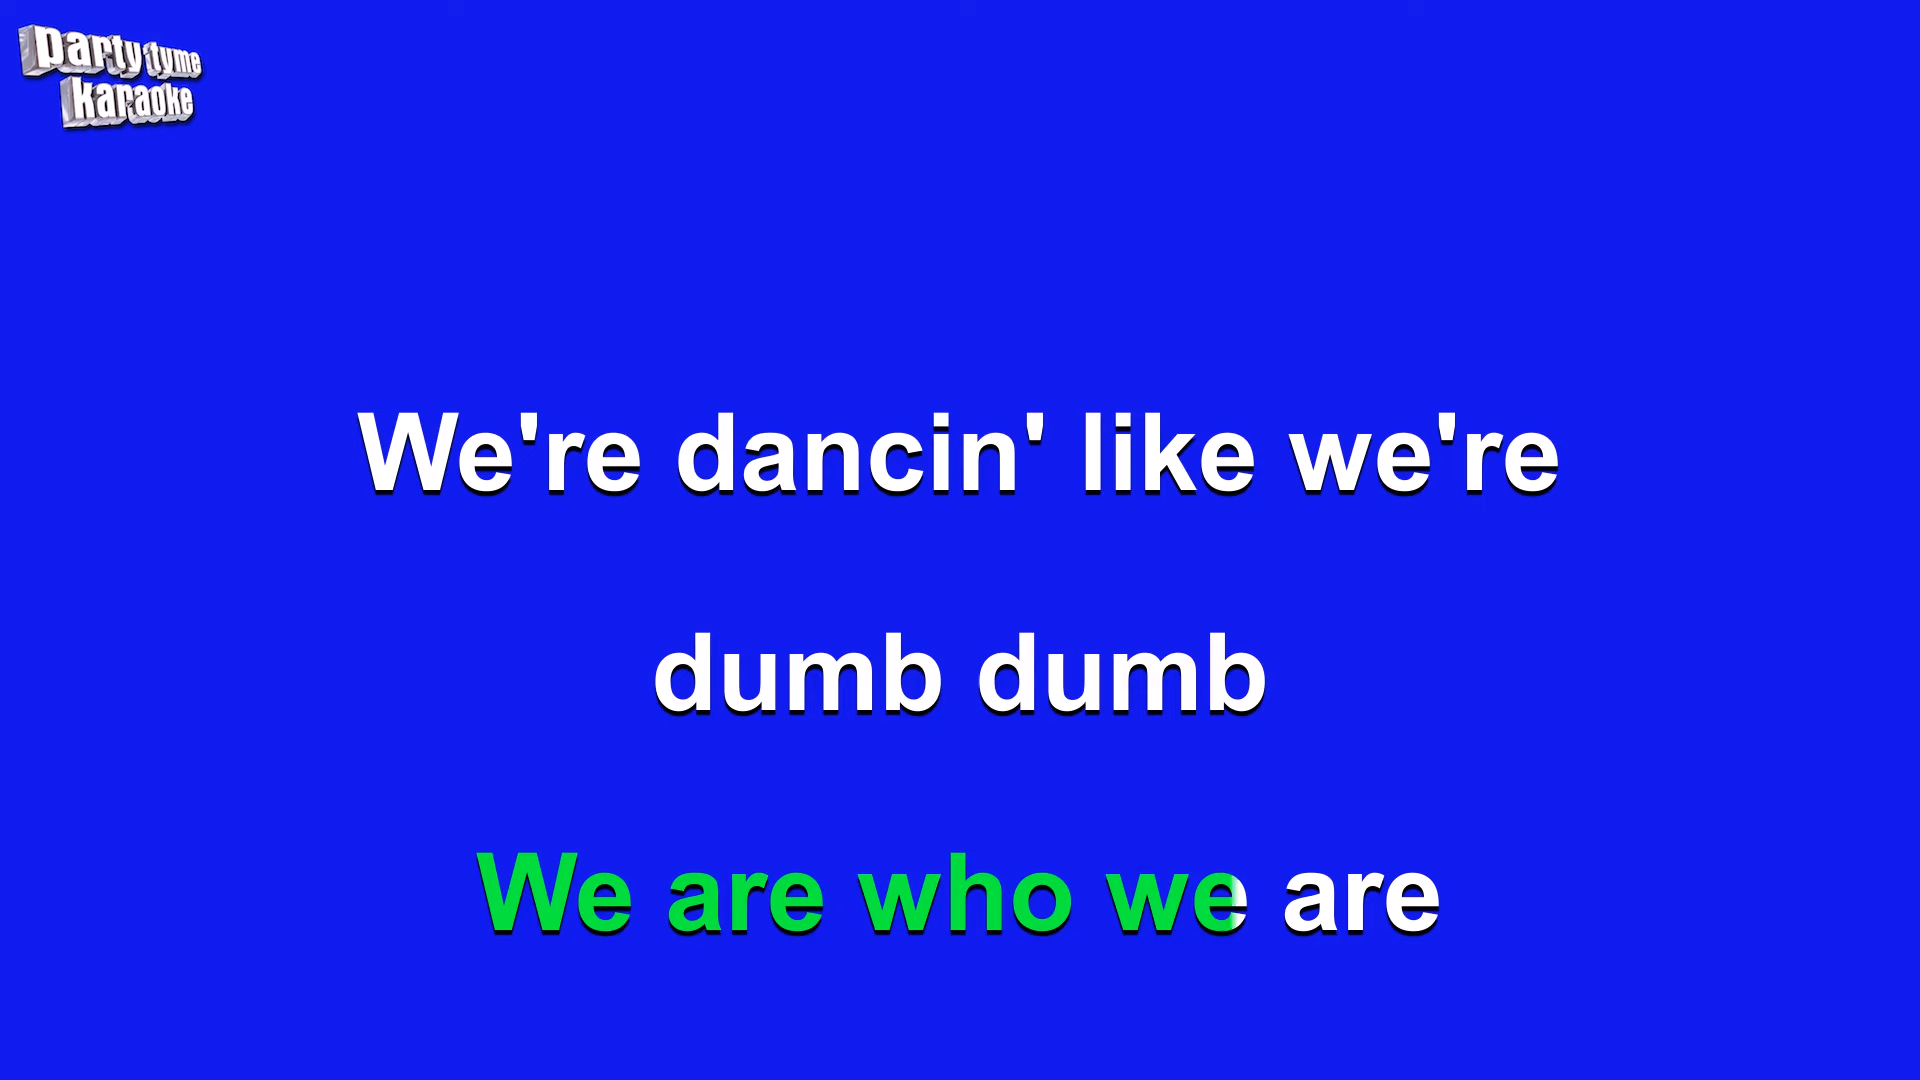 party tyme
karaoke
We're dancin' like we're
dumb dumb
We are who we are